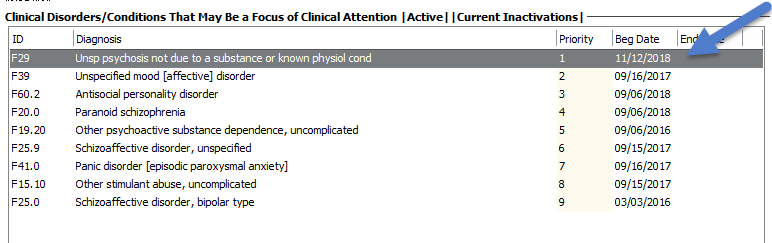 Clinical Disorders/Conditions That May Be a Focus of Clinical Attention |Active| |Current Inactivations|
ID Diagnosis Priority Beg Date End
F29 Unsp psychosis not due to a substance or known physiol cond 1 11/12/2018
F39 Unspecified mood [affective] disorder 2 09/16/2017
F60.2 Antisocial personality disorder 3 09/06/2018
F20.0 Paranoid schizophrenia 4 09/06/2018
F19.20 Other psychoactive substance dependence, uncomplicated 5 09/06/2016
F25.9 Schizoaffective disorder, unspecified 6 09/15/2017
F41.0 Panic disorder [episodic paroxysmal anxiety] 7 09/16/2017
F15.10 Other stimulant abuse, uncomplicated 8 09/15/2017
F25.0 Schizoaffective disorder, bipolar type 9 03/03/2016